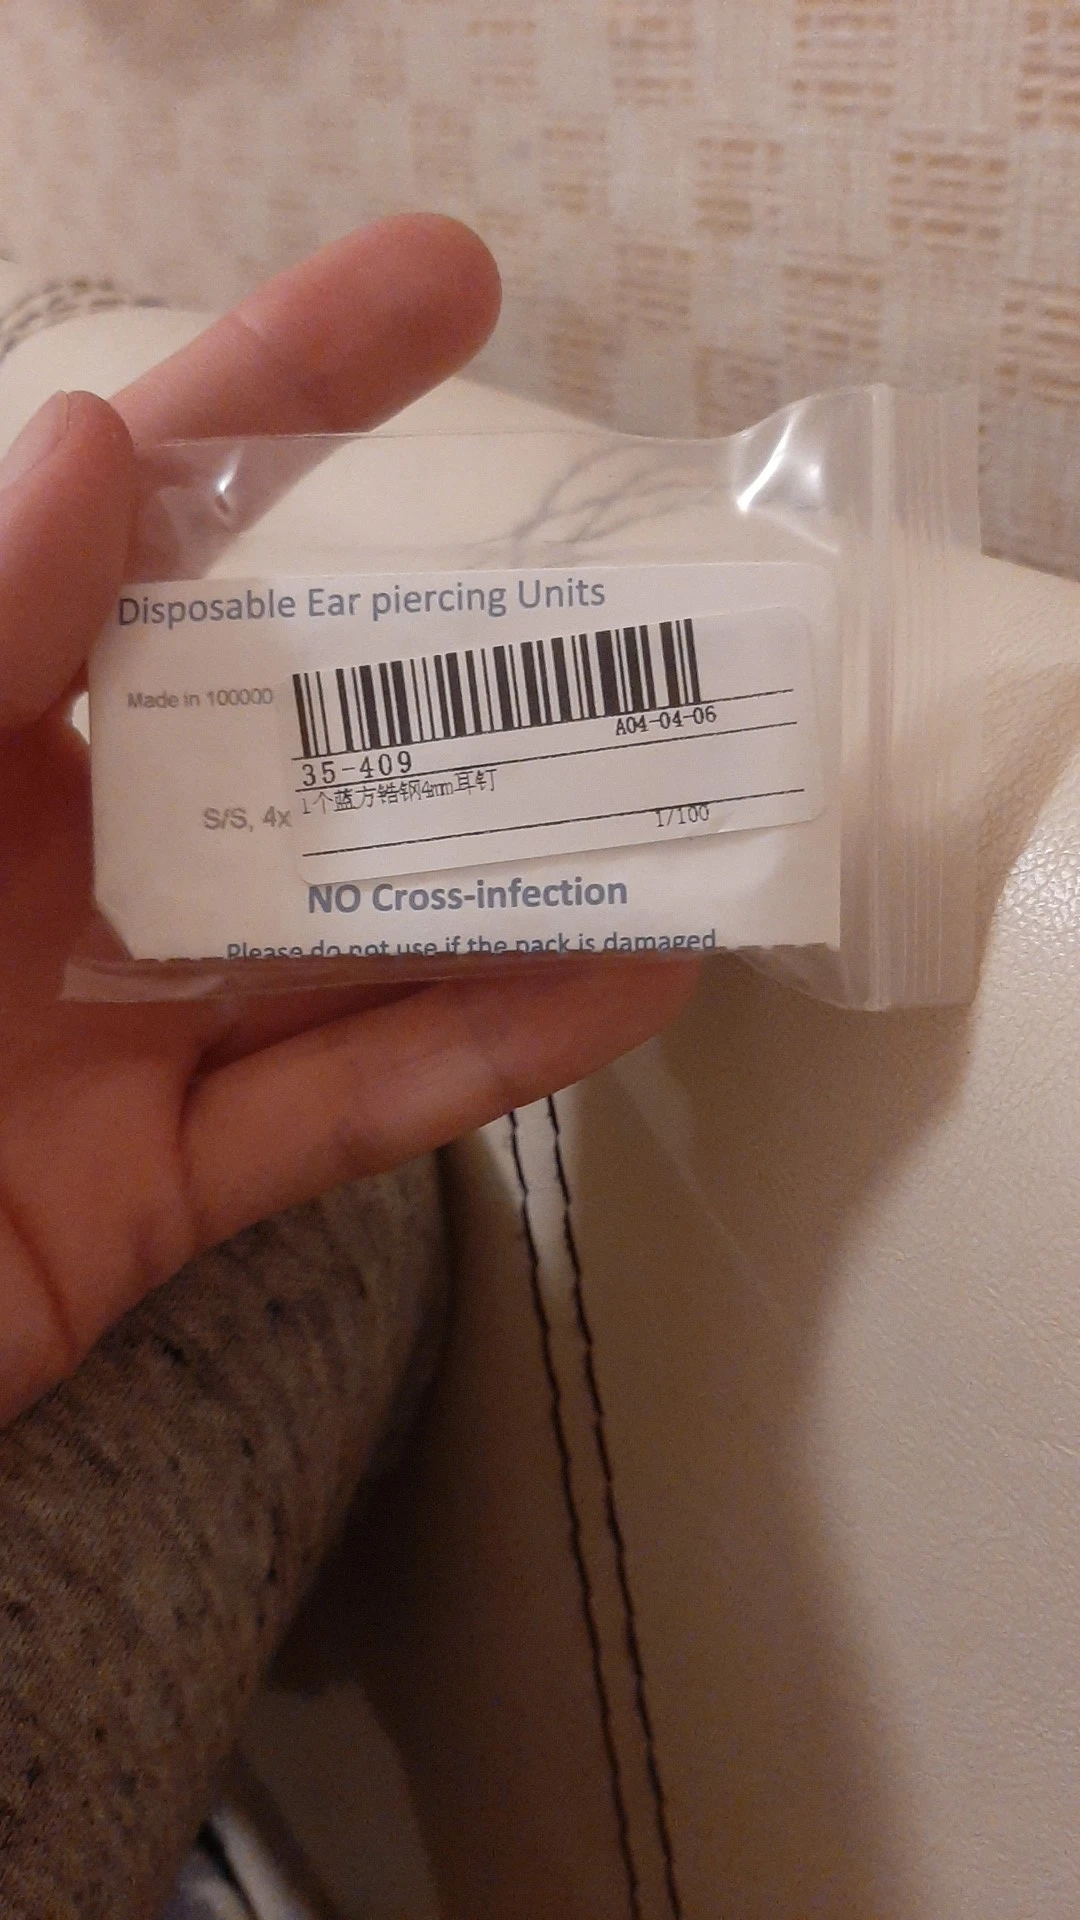 Disposable Ear piercing Units
Made in 100000
A04-04-06
35-409
1个蓝方锆钢4mm耳钉
S/S, 4x
1/100
NO Cross-infection
Please do not use if the pack is damaged